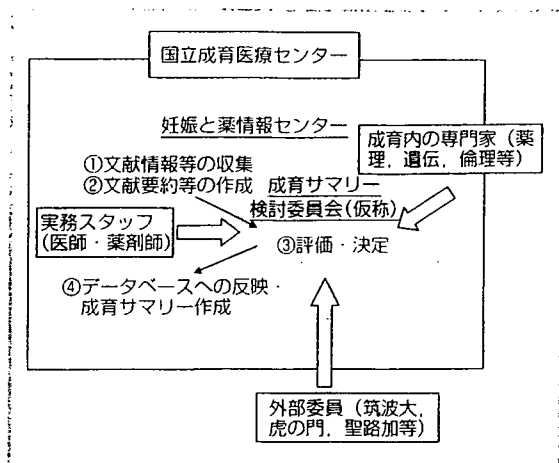 国立成育医療センター
妊娠と薬情報センター
成育内の専門家（薬
理，遺伝，倫理等）
①文献情報等の収集
②文献要約等の作成
成育サマリー
検討委員会（仮称）
実務スタッフ
（医師・薬剤師）
③評価・決定
④データベースへの反映・
成育サマリー作成
外部委員（筑波大，
虎の門，聖路加等）